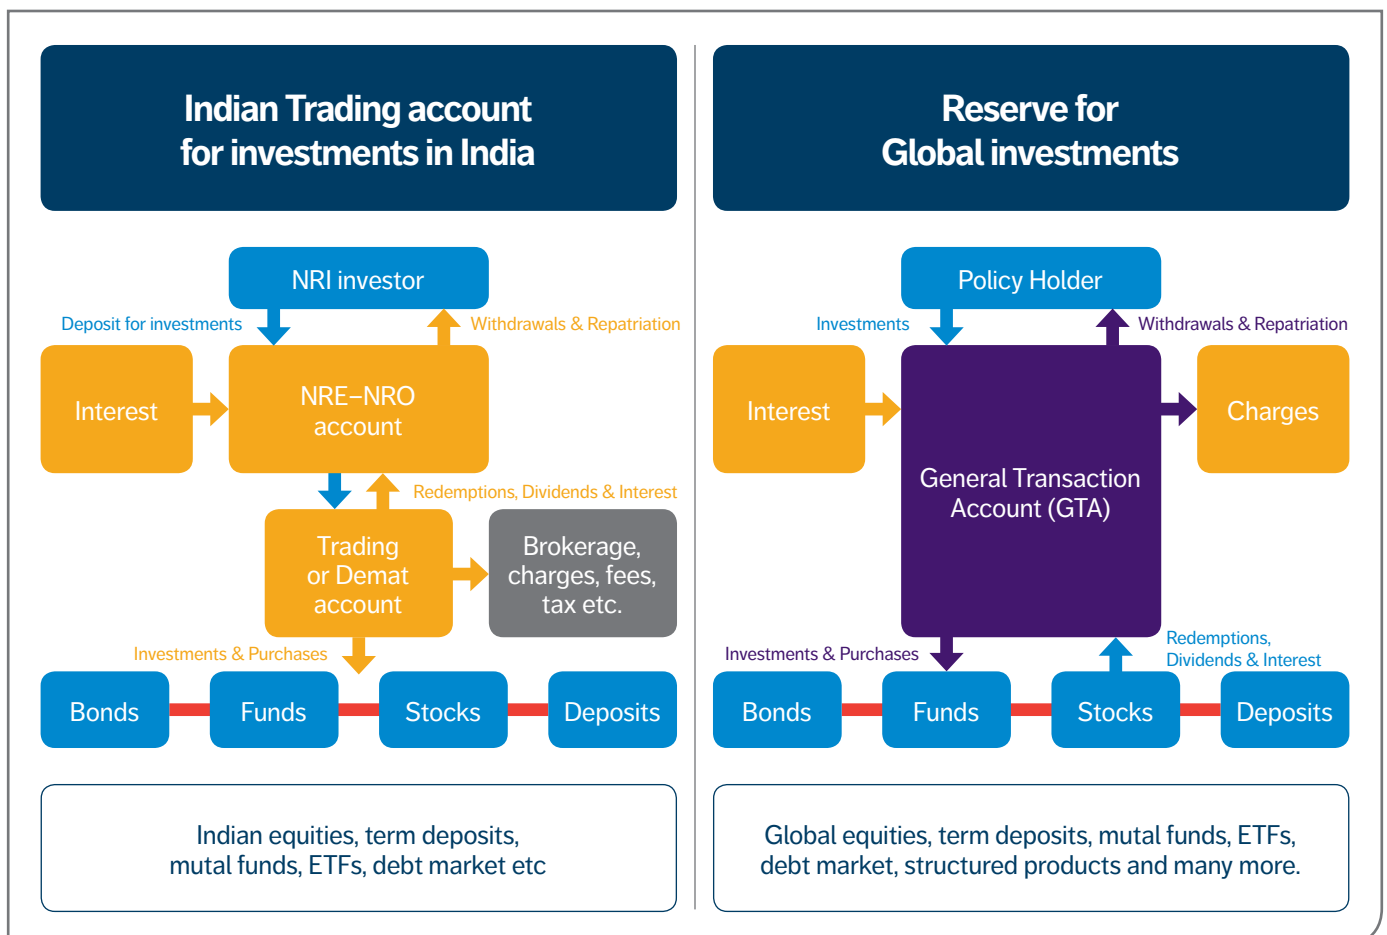 Indian Trading account
for investments in India
NRI investor
Deposit for investments
Withdrawals & Repatriation
Interest
NRE–NRO
account
Redemptions, Dividends & Interest
Trading
or Demat
account
Brokerage,
charges, fees,
tax etc.
Investments & Purchases
Bonds
Funds
Stocks
Deposits
Indian equities, term deposits,
mutal funds, ETFs, debt market etc
Reserve for
Global investments
Policy Holder
Investments
Withdrawals & Repatriation
Interest
General Transaction
Account (GTA)
Charges
Investments & Purchases
Redemptions,
Dividends & Interest
Bonds
Funds
Stocks
Deposits
Global equities, term deposits, mutal funds, ETFs,
debt market, structured products and many more.